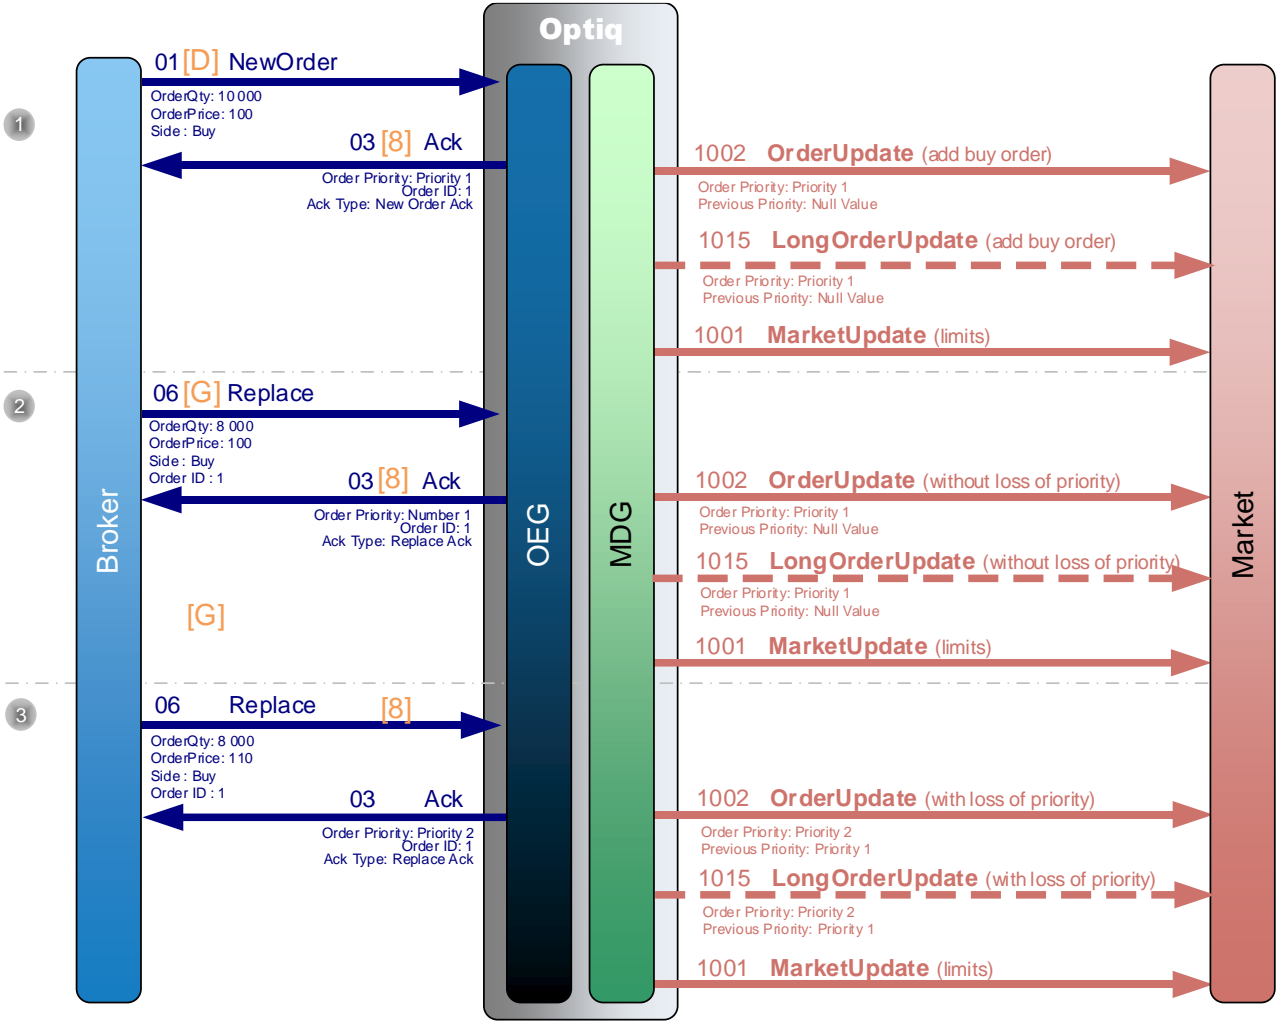 Optiq
01 [D] NewOrder
OrderQty: 10 000
OrderPrice: 100
Side : Buy
1
03 [8] Ack
Order Priority: Priority 1
Order ID: 1
Ack Type: New Order Ack
1002 OrderUpdate (add buy order)
Order Priority: Priority 1
Previous Priority: Null Value
1015 LongOrderUpdate (add buy order)
Order Priority: Priority 1
Previous Priority: Null Value
1001 MarketUpdate (limits)
2
06 [G] Replace
OrderQty: 8 000
OrderPrice: 100
Side : Buy
Order ID : 1
03 [8] Ack
Order Priority: Number 1
Order ID: 1
Ack Type: Replace Ack
1002 OrderUpdate (without loss of priority)
Order Priority: Priority 1
Previous Priority: Null Value
1015 LongOrderUpdate (without loss of priority)
Order Priority: Priority 1
Previous Priority: Null Value
1001 MarketUpdate (limits)
Broker
OEG
MDG
Market
[G]
3
06 Replace [8]
OrderQty: 8 000
OrderPrice: 110
Side : Buy
Order ID : 1
03 Ack
Order Priority: Priority 2
Order ID: 1
Ack Type: Replace Ack
1002 OrderUpdate (with loss of priority)
Order Priority: Priority 2
Previous Priority: Priority 1
1015 LongOrderUpdate (with loss of priority)
Order Priority: Priority 2
Previous Priority: Priority 1
1001 MarketUpdate (limits)